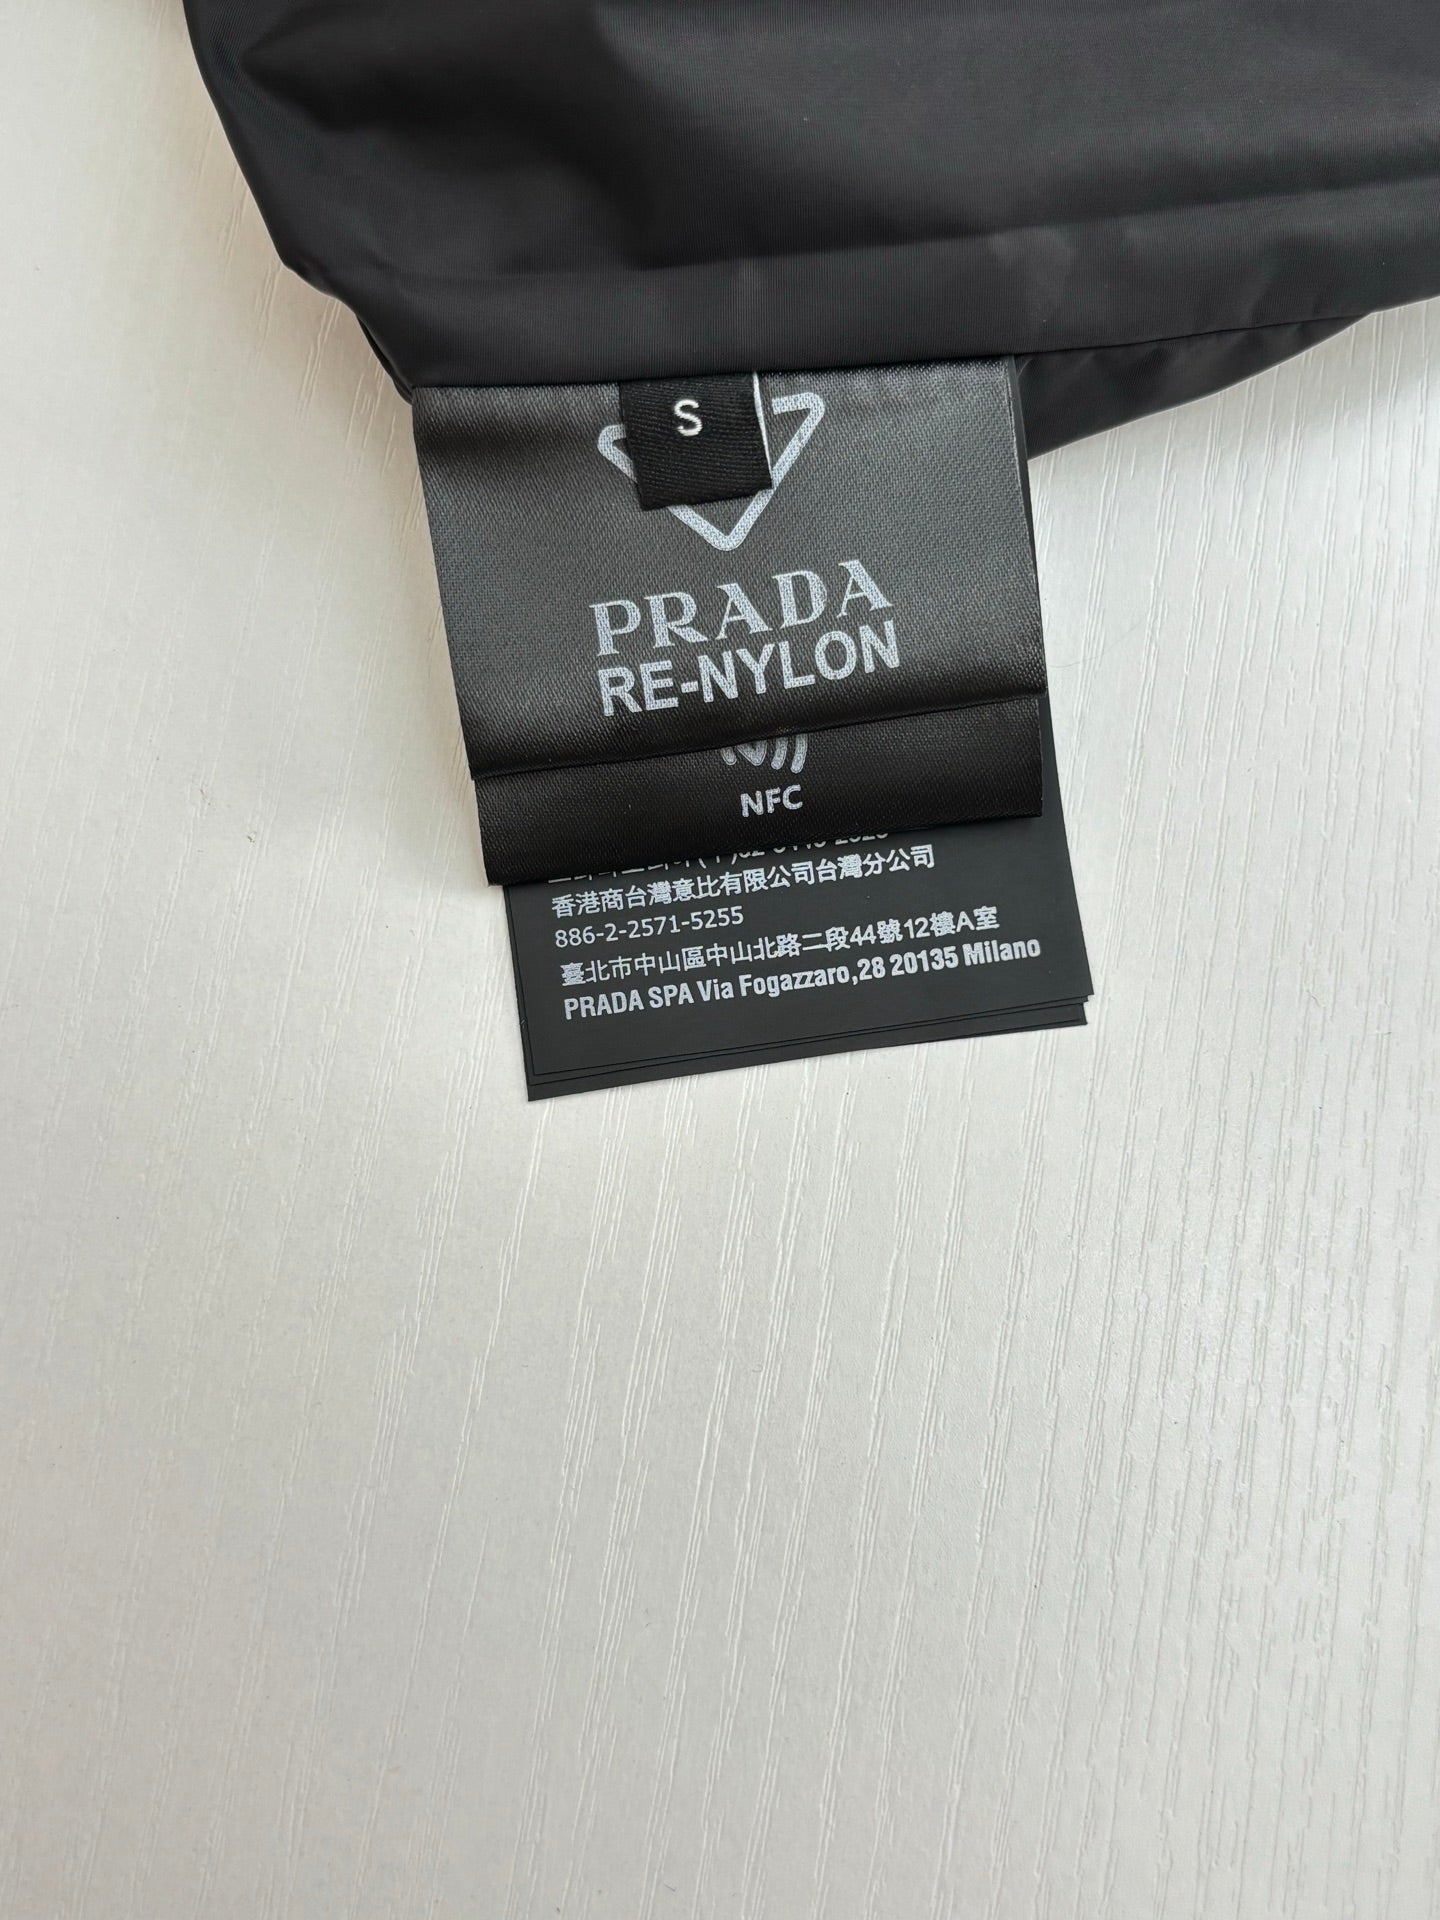 S
PRADA
RE-NYLON
NFC
香港商台灣意比有限公司台灣分公司
886-2-2571-5255
臺北市中山區中山北路二段44號12樓A室
PRADA SPA Via Fogazzaro,28 20135 Milano